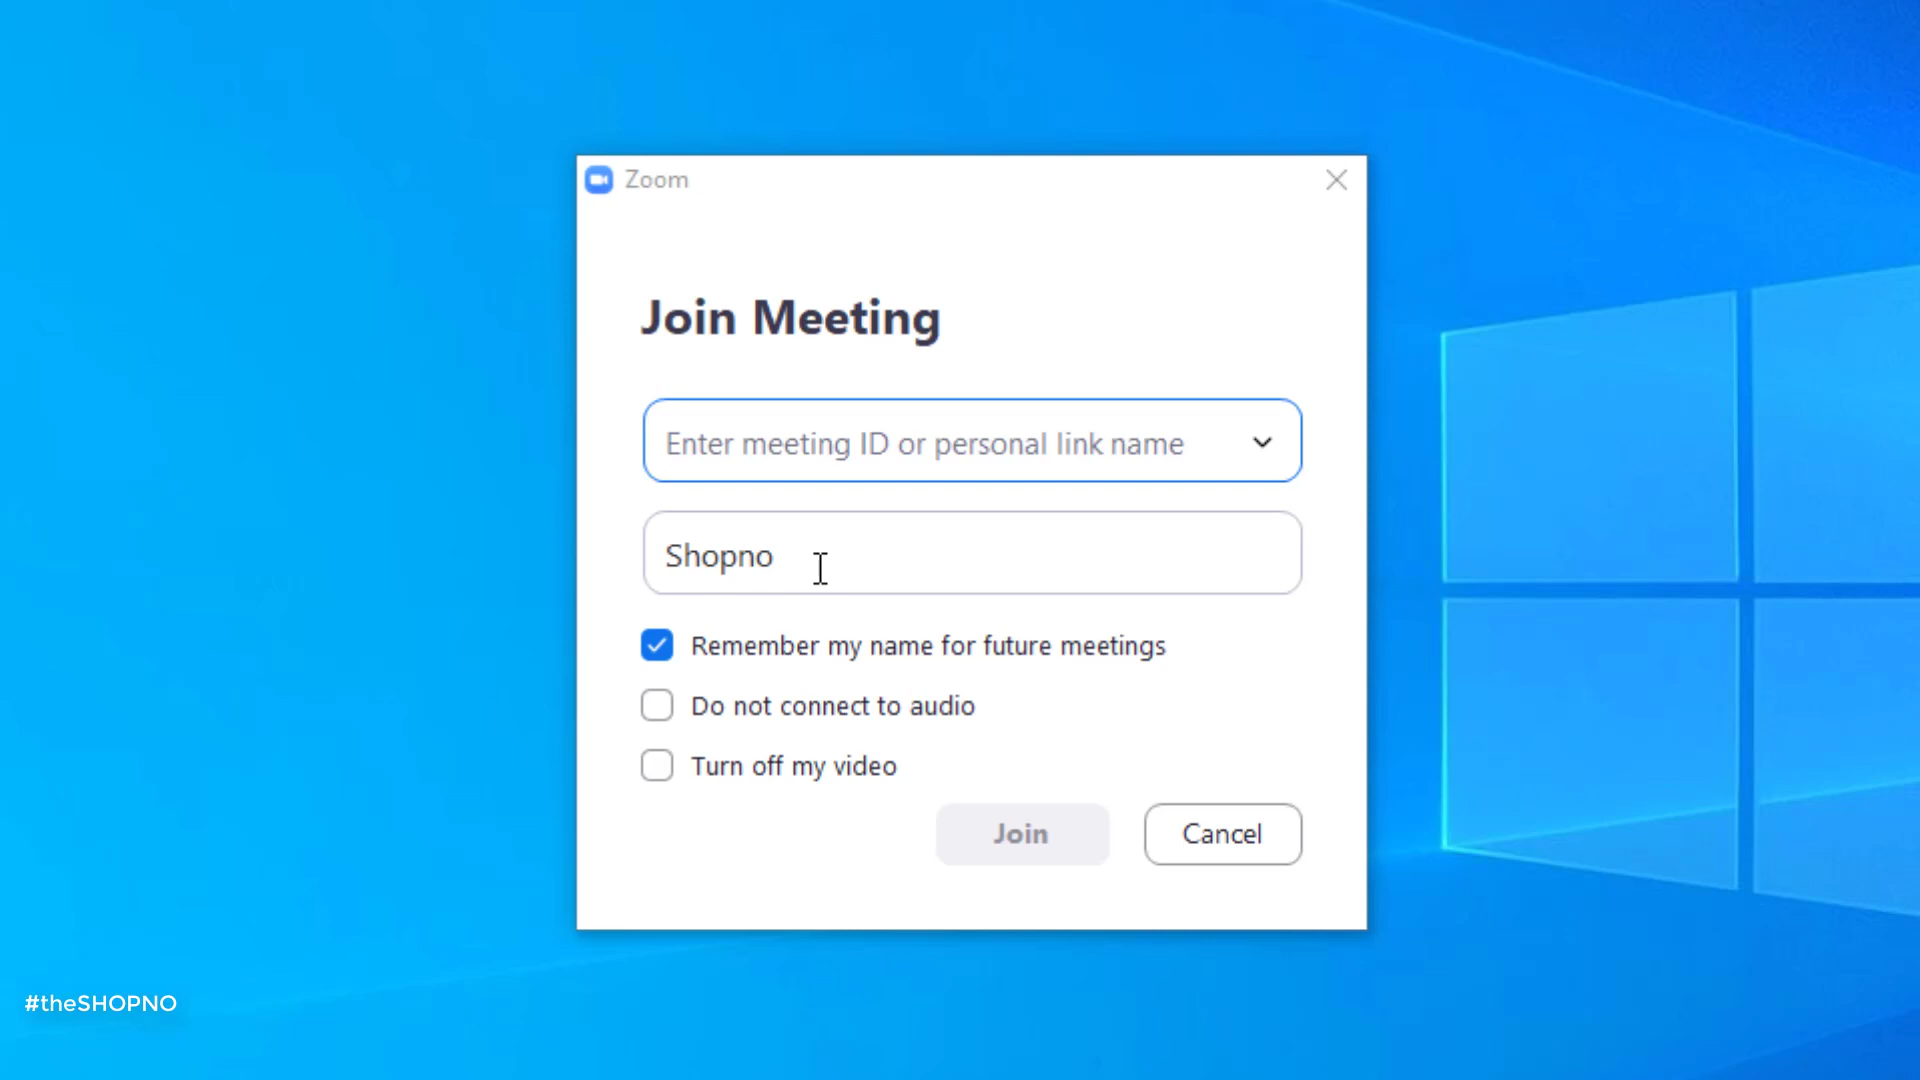 Zoom
Join Meeting
Enter meeting ID or personal link name
Shopno
Remember my name for future meetings
Do not connect to audio
Turn off my video
Join
Cancel
#theSHOPNO